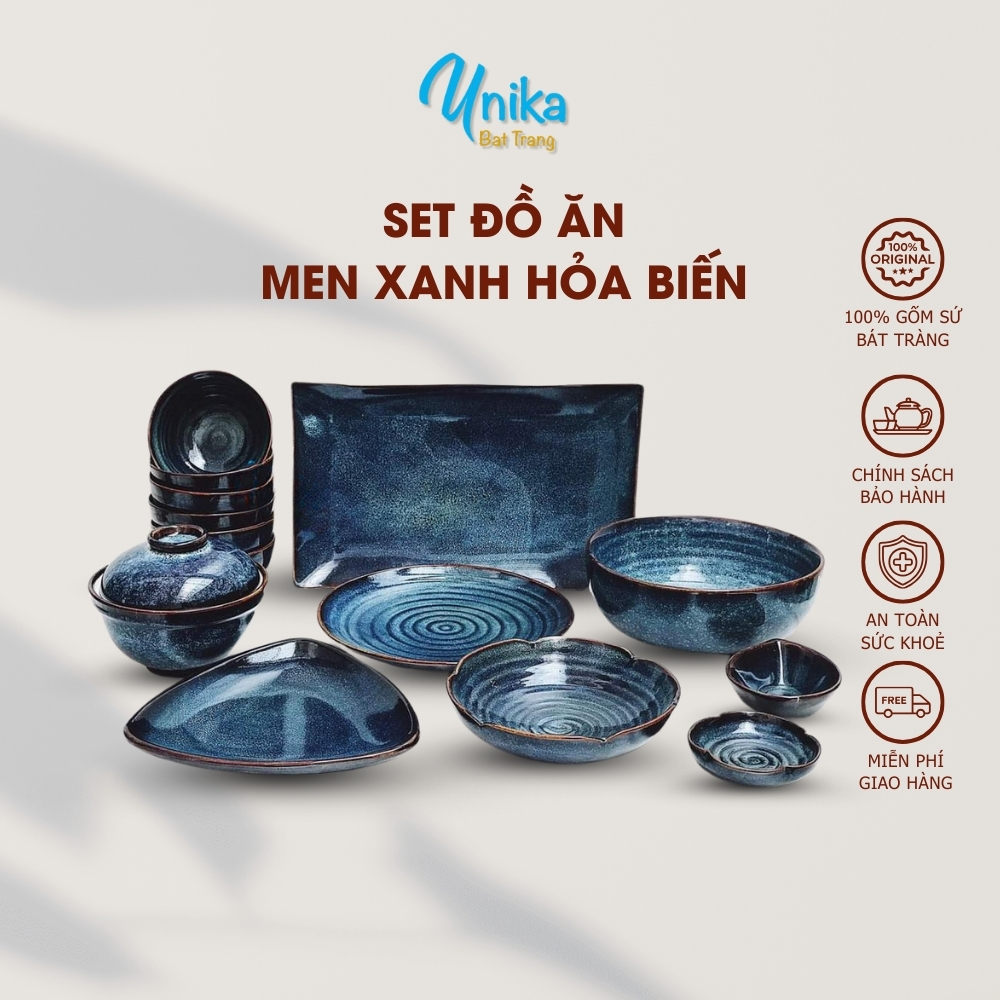 Unika
Bat Trang
SET ĐỒ ĂN
MEN XANH HỎA BIẾN
100%
ORIGINAL
100% GỐM SỨ
BÁT TRÀNG
CHÍNH SÁCH
BẢO HÀNH
AN TOÀN
SỨC KHOẺ
FREE
MIỄN PHÍ
GIAO HÀNG